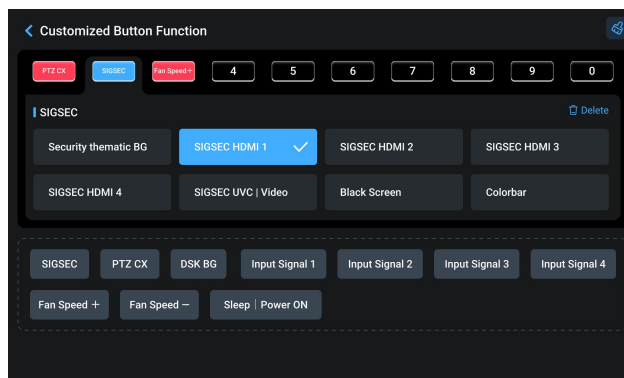 Customized Button Function
PTZ CX SIGSEC Fan Speed+ 4 5 6 7 8 9 0
SIGSEC Delete
Security thematic BG SIGSEC HDMI 1 SIGSEC HDMI 2 SIGSEC HDMI 3
SIGSEC HDMI 4 SIGSEC UVC | Video Black Screen Colorbar
SIGSEC PTZ CX DSK BG Input Signal 1 Input Signal 2 Input Signal 3 Input Signal 4
Fan Speed + Fan Speed − Sleep | Power ON